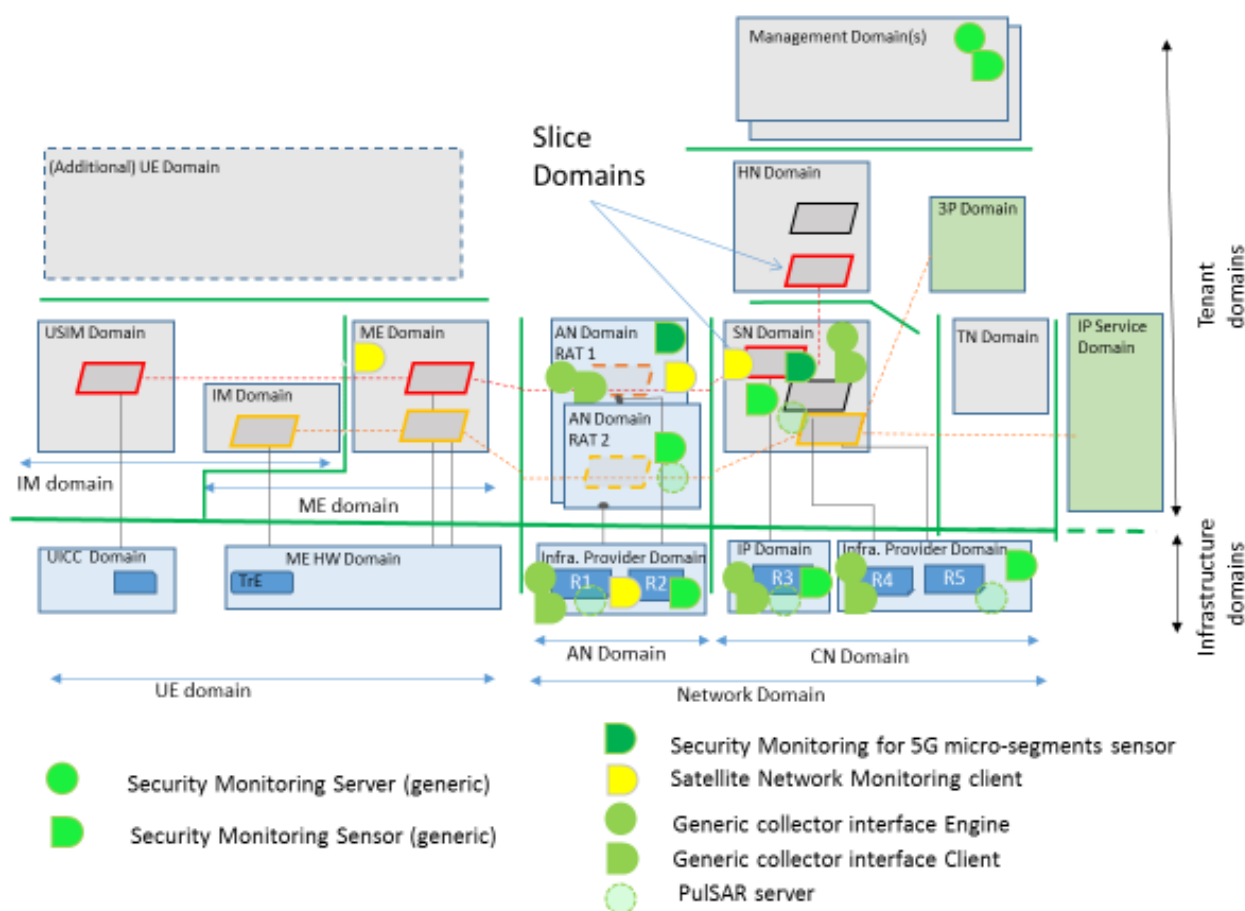 Management Domain(s)
Slice
Domains
(Additional) UE Domain
HN Domain
3P Domain
Tenant
domains
USIM Domain
ME Domain
AN Domain
RAT 1
SN Domain
TN Domain
IP Service
Domain
IM Domain
AN Domain
RAT 2
IM domain
ME domain
UICC Domain
ME HW Domain
TrE
Infra. Provider Domain
R1
R2
IP Domain
R3
Infra. Provider Domain
R4
R5
Infrastructure
domains
AN Domain
CN Domain
UE domain
Network Domain
Security Monitoring Server (generic)
Security Monitoring Sensor (generic)
Security Monitoring for 5G micro-segments sensor
Satellite Network Monitoring client
Generic collector interface Engine
Generic collector interface Client
PulSAR server